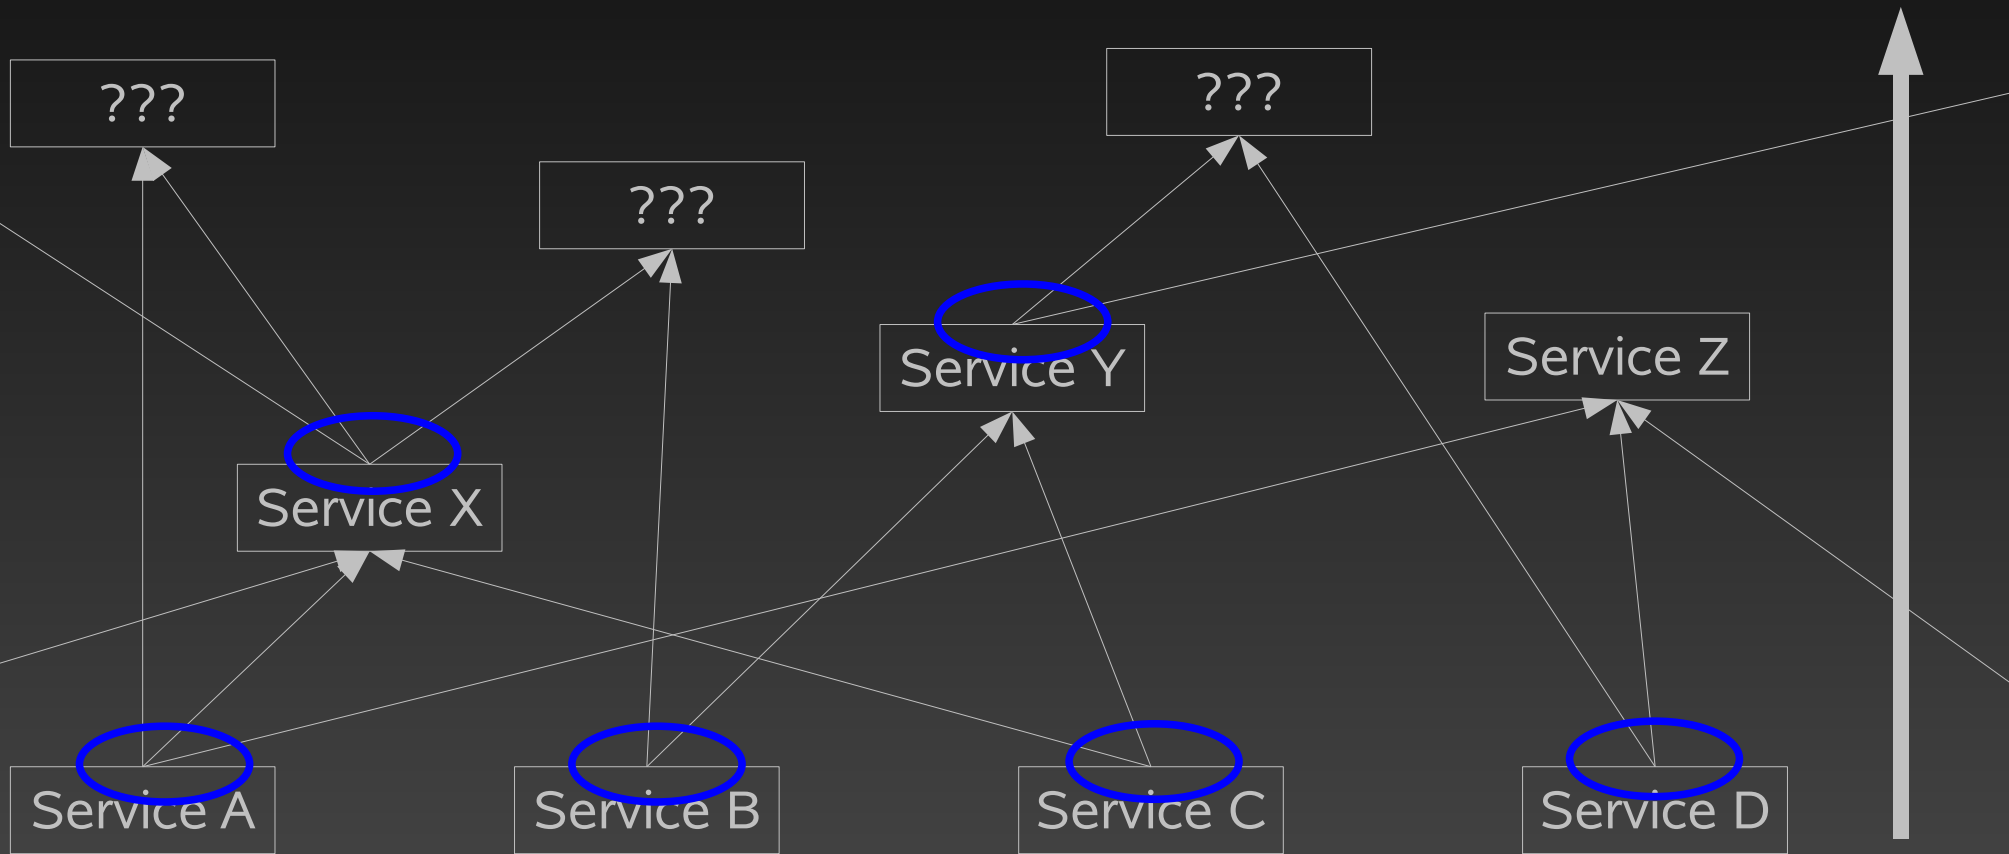 ???
???
???
Service Y
Service Z
Service X
Service A
Service B
Service C
Service D